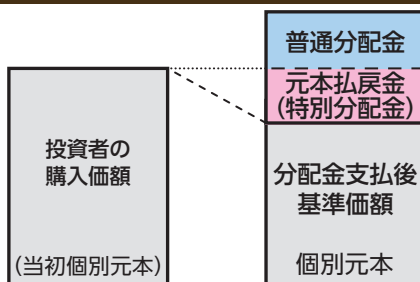 普通分配金
元本払戻金
(特別分配金)
投資者の
購入価額
(当初個別元本)
分配金支払後
基準価額
個別元本